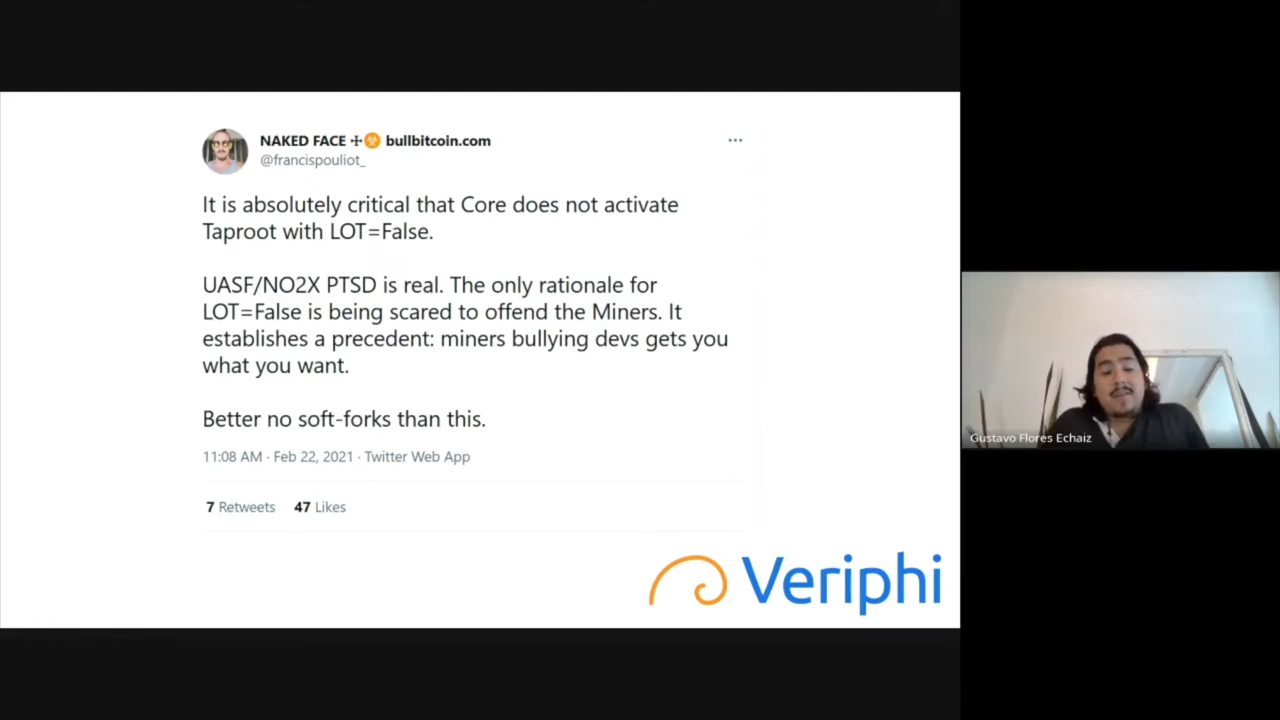 NAKED FACE ☩☣ bullbitcoin.com
@francispouliot_
It is absolutely critical that Core does not activate
Taproot with LOT=False.
UASF/NO2X PTSD is real. The only rationale for
LOT=False is being scared to offend the Miners. It
establishes a precedent: miners bullying devs gets you
what you want.
Better no soft-forks than this.
11:08 AM · Feb 22, 2021 · Twitter Web App
7 Retweets 47 Likes
Veriphi
Gustavo Flores Echaiz